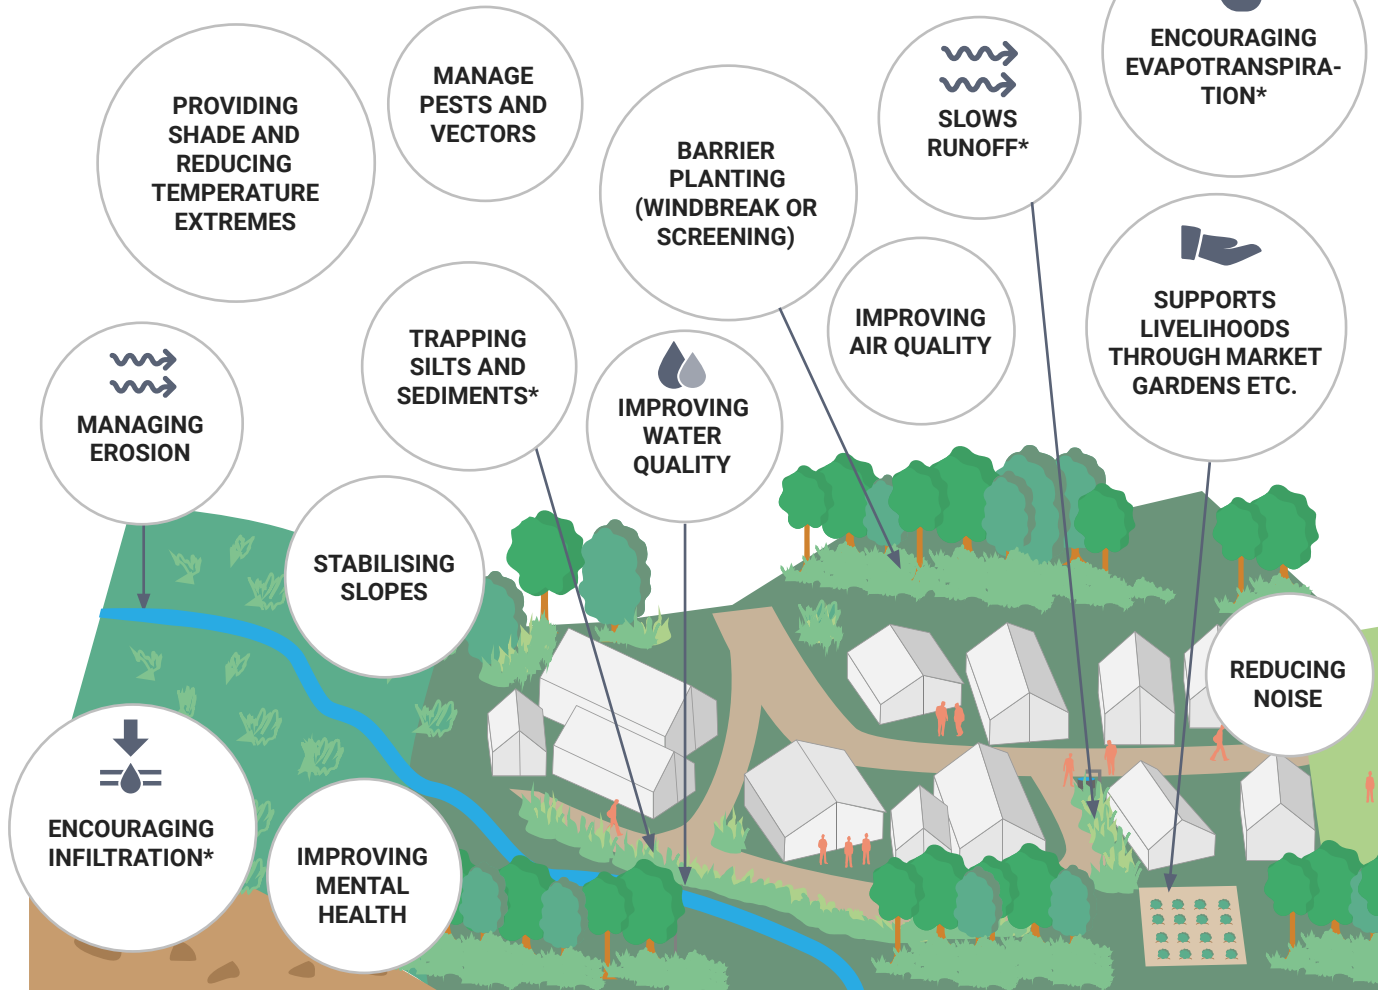 PROVIDING
SHADE AND
REDUCING
TEMPERATURE
EXTREMES
MANAGE
PESTS AND
VECTORS
BARRIER
PLANTING
(WINDBREAK OR
SCREENING)
SLOWS
RUNOFF*
ENCOURAGING
EVAPOTRANSPIRA-
TION*
MANAGING
EROSION
TRAPPING
SILTS AND
SEDIMENTS*
IMPROVING
WATER
QUALITY
IMPROVING
AIR QUALITY
SUPPORTS
LIVELIHOODS
THROUGH MARKET
GARDENS ETC.
STABILISING
SLOPES
REDUCING
NOISE
ENCOURAGING
INFILTRATION*
IMPROVING
MENTAL
HEALTH